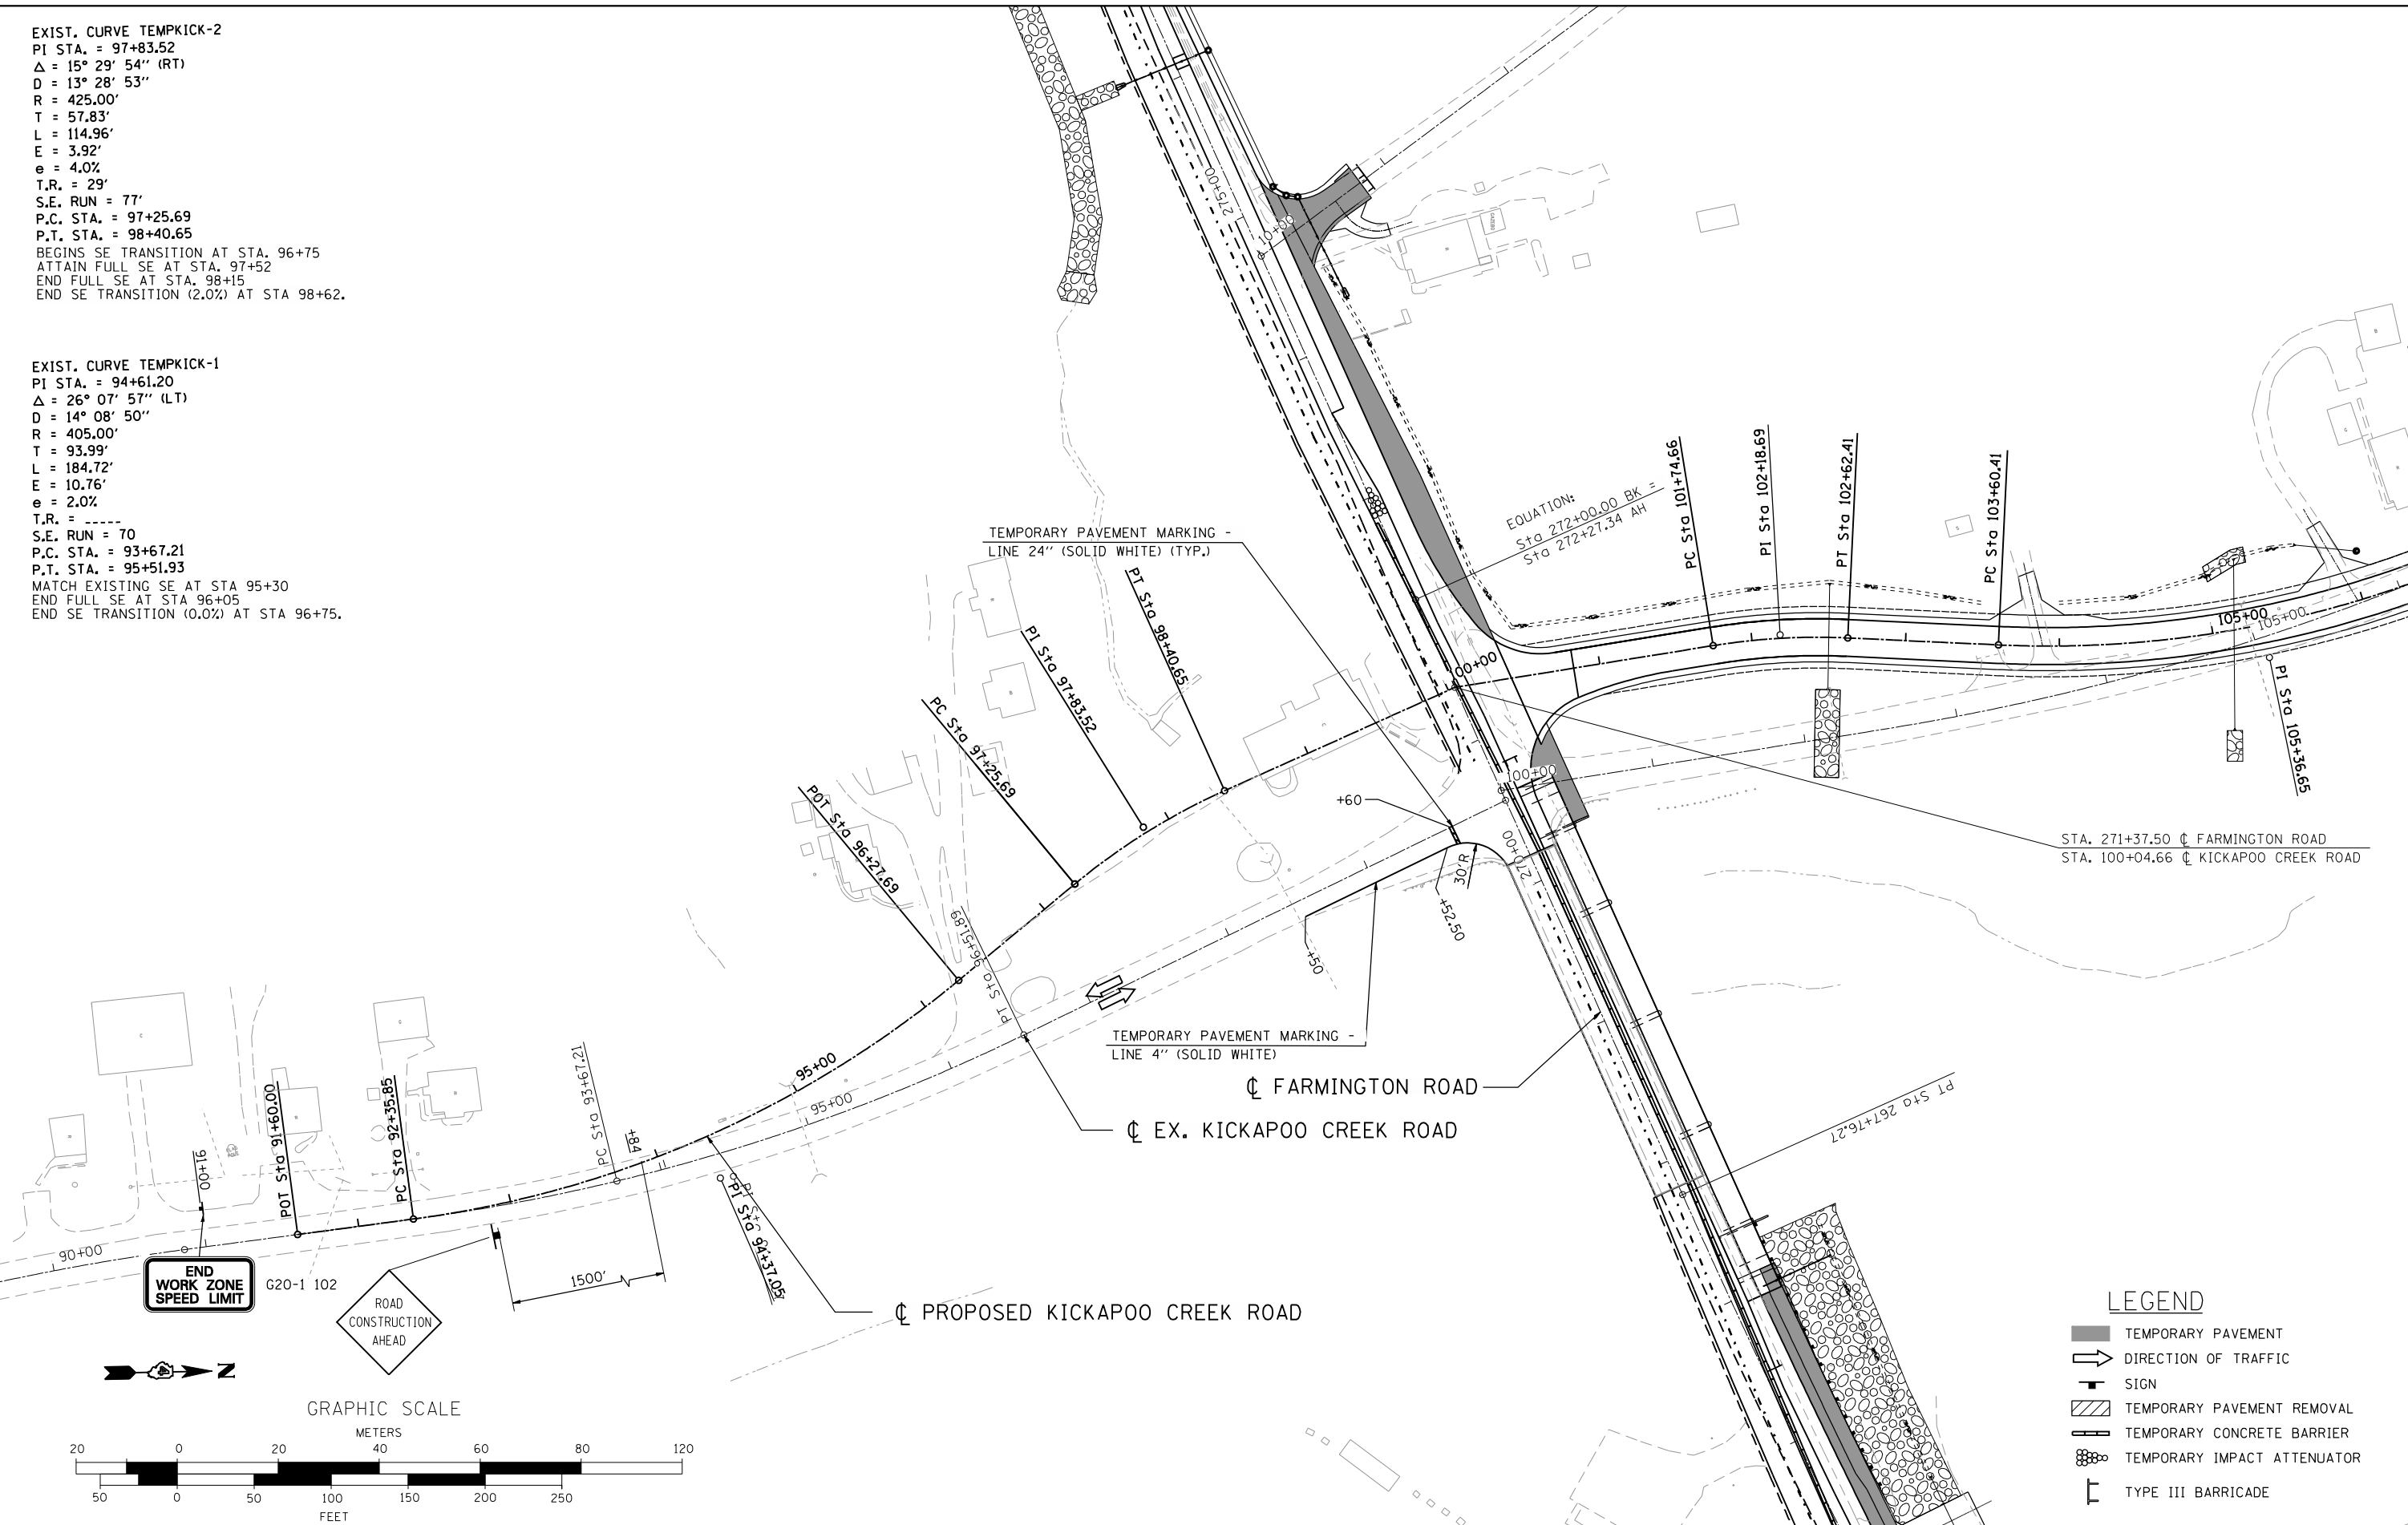 EXIST. CURVE TEMPKICK-2
PI STA. = 97+83.52
Δ = 15° 29' 54'' (RT)
D = 13° 28' 53''
R = 425.00'
T = 57.83'
L = 114.96'
E = 3.92'
e = 4.0%
T.R. = 29'
S.E. RUN = 77'
P.C. STA. = 97+25.69
P.T. STA. = 98+40.65
BEGINS SE TRANSITION AT STA. 96+75
ATTAIN FULL SE AT STA. 97+52
END FULL SE AT STA. 98+15
END SE TRANSITION (2.0%) AT STA 98+62.
EXIST. CURVE TEMPKICK-1
PI STA. = 94+61.20
Δ = 26° 07' 57'' (LT)
D = 14° 08' 50''
R = 405.00'
T = 93.99'
L = 184.72'
E = 10.76'
e = 2.0%
T.R. = -----
S.E. RUN = 70
P.C. STA. = 93+67.21
P.T. STA. = 95+51.93
MATCH EXISTING SE AT STA 95+30
END FULL SE AT STA 96+05
END SE TRANSITION (0.0%) AT STA 96+75.
275+00
10+00
EQUATION:
Sta 272+00.00 BK =
Sta 272+27.34 AH
PC Sta 101+74.66
PI Sta 102+18.69
PT Sta 102+62.41
PC Sta 103+60.41
105+00
105+00
PI Sta 105+36.65
TEMPORARY PAVEMENT MARKING -
LINE 24'' (SOLID WHITE) (TYP.)
PT Sta 98+40.65
PI Sta 97+83.52
PC Sta 97+25.69
POT Sta 96+27.69
00+00
100+00
+60
270+00
30'R
+52.50
+50
STA. 271+37.50 ℄ FARMINGTON ROAD
STA. 100+04.66 ℄ KICKAPOO CREEK ROAD
PT Sta 96+51.89
TEMPORARY PAVEMENT MARKING -
LINE 4'' (SOLID WHITE)
℄ FARMINGTON ROAD
℄ EX. KICKAPOO CREEK ROAD
PT Sta 267+76.27
95+00
95+00
PC Sta 93+67.21
+84
PC Sta 92+35.85
POT Sta 91+60.00
91+00
90+00
PI Sta 94+37.05
1500'
℄ PROPOSED KICKAPOO CREEK ROAD
END
WORK ZONE
SPEED LIMIT
G20-1 102
ROAD
CONSTRUCTION
AHEAD
N
GRAPHIC SCALE
METERS
20 0 20 40 60 80 120
50 0 50 100 150 200 250
FEET
LEGEND
TEMPORARY PAVEMENT
DIRECTION OF TRAFFIC
SIGN
TEMPORARY PAVEMENT REMOVAL
TEMPORARY CONCRETE BARRIER
TEMPORARY IMPACT ATTENUATOR
TYPE III BARRICADE